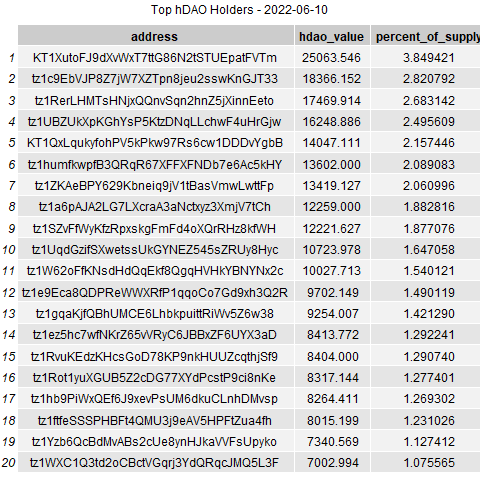 Top hDAO Holders - 2022-06-10
address hdao_value percent_of_supply
1 KT1XutoFJ9dXvWxT7ttG86N2tSTUEpatFVTm 25063.546 3.849421
2 tz1c9EbVJP8Z7jW7XZTpn8jeu2sswKnGJT33 18366.152 2.820792
3 tz1RerLHMTsHNjxQQnvSqn2hnZ5jXinnEeto 17469.914 2.683142
4 tz1UBZUkXpKGhYsP5KtzDNqLLchwF4uHrGjw 16248.886 2.495609
5 KT1QxLqukyfohPV5kPkw97Rs6cw1DDDvYgbB 14047.111 2.157446
6 tz1humfkwpfB3QRqR67XFFXFNDb7e6Ac5kHY 13602.000 2.089083
7 tz1ZKAeBPY629Kbneiq9jV1tBasVmwLwttFp 13419.127 2.060996
8 tz1a6pAJA2LG7LXcraA3aNctxyz3XmjV7tCh 12259.000 1.882816
9 tz1SZvFfWyKfzRpxskgFmFd4oXQrRHz8kfWH 12221.627 1.877076
10 tz1UqdGzifSXwetssUkGYNEZ545sZRUy8Hyc 10723.978 1.647058
11 tz1W62oFfKNsdHdQqEkf8QgqHVHkYBNYNx2c 10027.713 1.540121
12 tz1e9Eca8QDPReWWXRfP1qqoCo7Gd9xh3Q2R 9702.149 1.490119
13 tz1gqaKjfQBhUMCE6LhbkpuittRiWv5Z6w38 9254.007 1.421290
14 tz1ez5hc7wfNKrZ65vVRyC6JBBxZF6UYX3aD 8413.772 1.292241
15 tz1RvuKEdzKHcsGoD78KP9nkHUUZcqthjSf9 8404.000 1.290740
16 tz1Rot1yuXGUB5Z2cDG77XYdPcstP9ci8nKe 8317.144 1.277401
17 tz1hb9PiWxQEf6J9xevPsUM6dkuCLnhDMvsp 8264.411 1.269302
18 tz1ftfeSSSPHBFt4QMU3j9eAV5HPFtZua4fh 8015.199 1.231026
19 tz1Yzb6QcBdMvABs2cUe8ynHJkaVVFsUpyko 7340.569 1.127412
20 tz1WXC1Q3td2oCBctVGqrj3YdQRqcJMQ5L3F 7002.994 1.075565